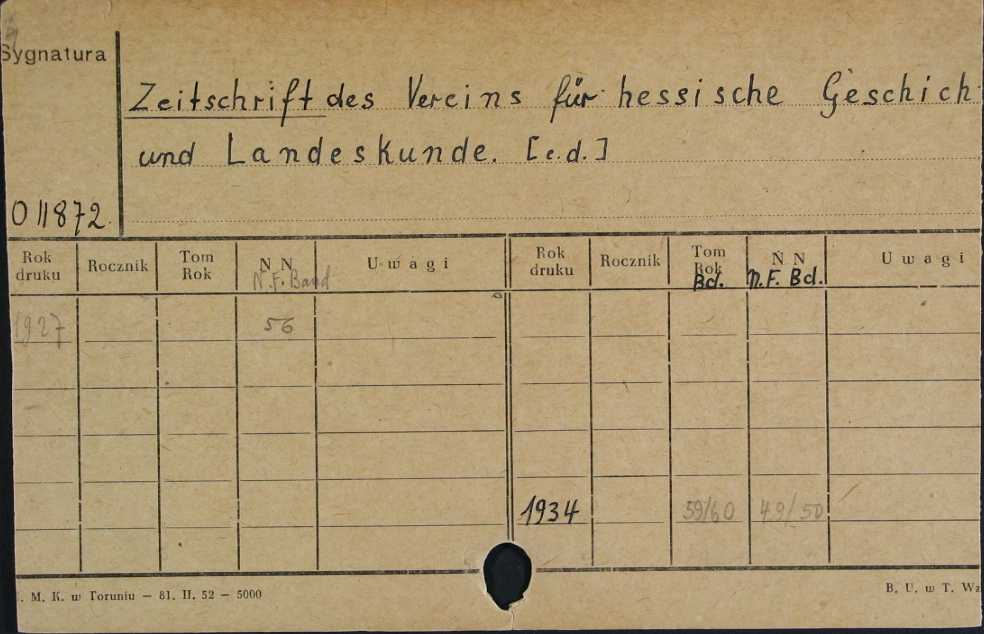 Sygnatura
Zeitschrift des Vereins für hessische Geschich
und Landeskunde. [e.d.]
011872
Rok druku Rocznik Tom Rok N N N.F. Band Uwagi Rok druku Rocznik Tom Rok Bd. N N N.F. Bd. Uwagi
1927 56
1934 59/60 49/50
. M. K. w Toruniu — 81. II. 52 — 5000 B. U. w T. Wz